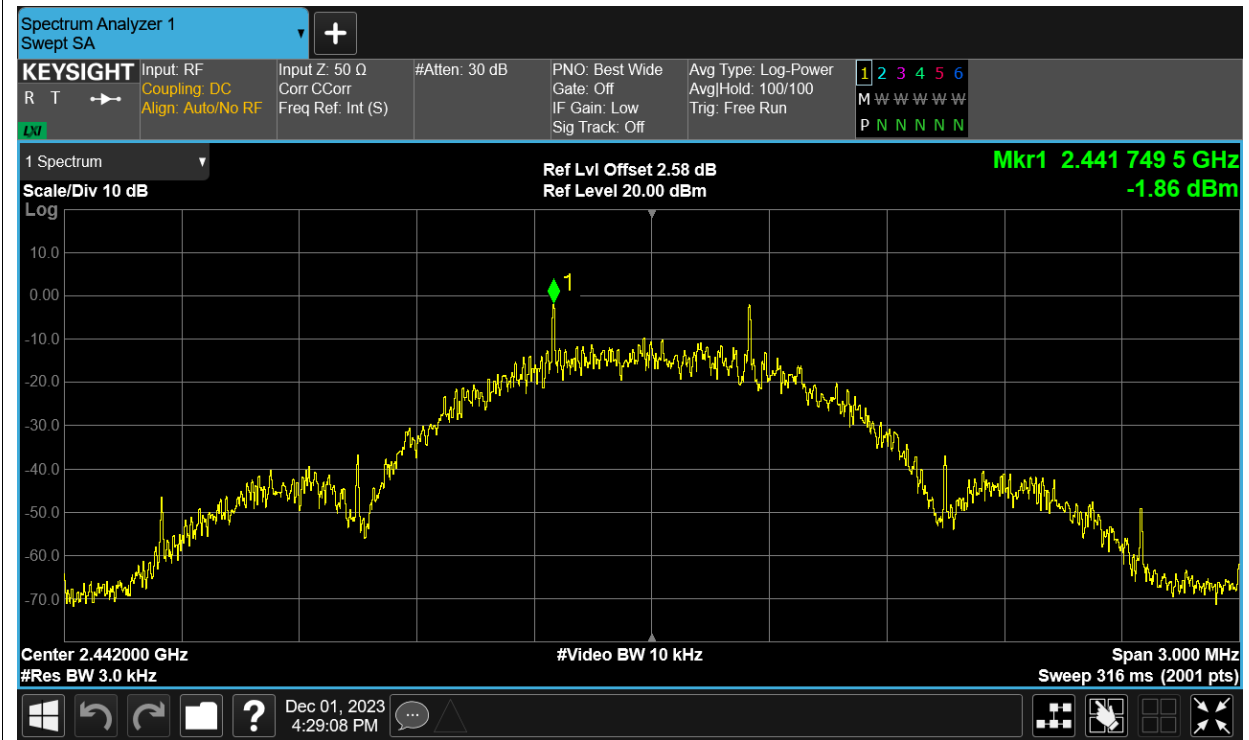 Spectrum Analyzer 1
Swept SA
KEYSIGHT
R T
LXI
Input: RF
Coupling: DC
Align: Auto/No RF
Input Z: 50 Ω
Corr CCorr
Freq Ref: Int (S)
#Atten: 30 dB
PNO: Best Wide
Gate: Off
IF Gain: Low
Sig Track: Off
Avg Type: Log-Power
Avg|Hold: 100/100
Trig: Free Run
1 2 3 4 5 6
M W W W W W
P N N N N N
1 Spectrum
Scale/Div 10 dB
Log
Ref Lvl Offset 2.58 dB
Ref Level 20.00 dBm
Mkr1 2.441 749 5 GHz
-1.86 dBm
10.0
0.00
-10.0
-20.0
-30.0
-40.0
-50.0
-60.0
-70.0
1
Center 2.442000 GHz
#Res BW 3.0 kHz
#Video BW 10 kHz
Span 3.000 MHz
Sweep 316 ms (2001 pts)
?
Dec 01, 2023
4:29:08 PM